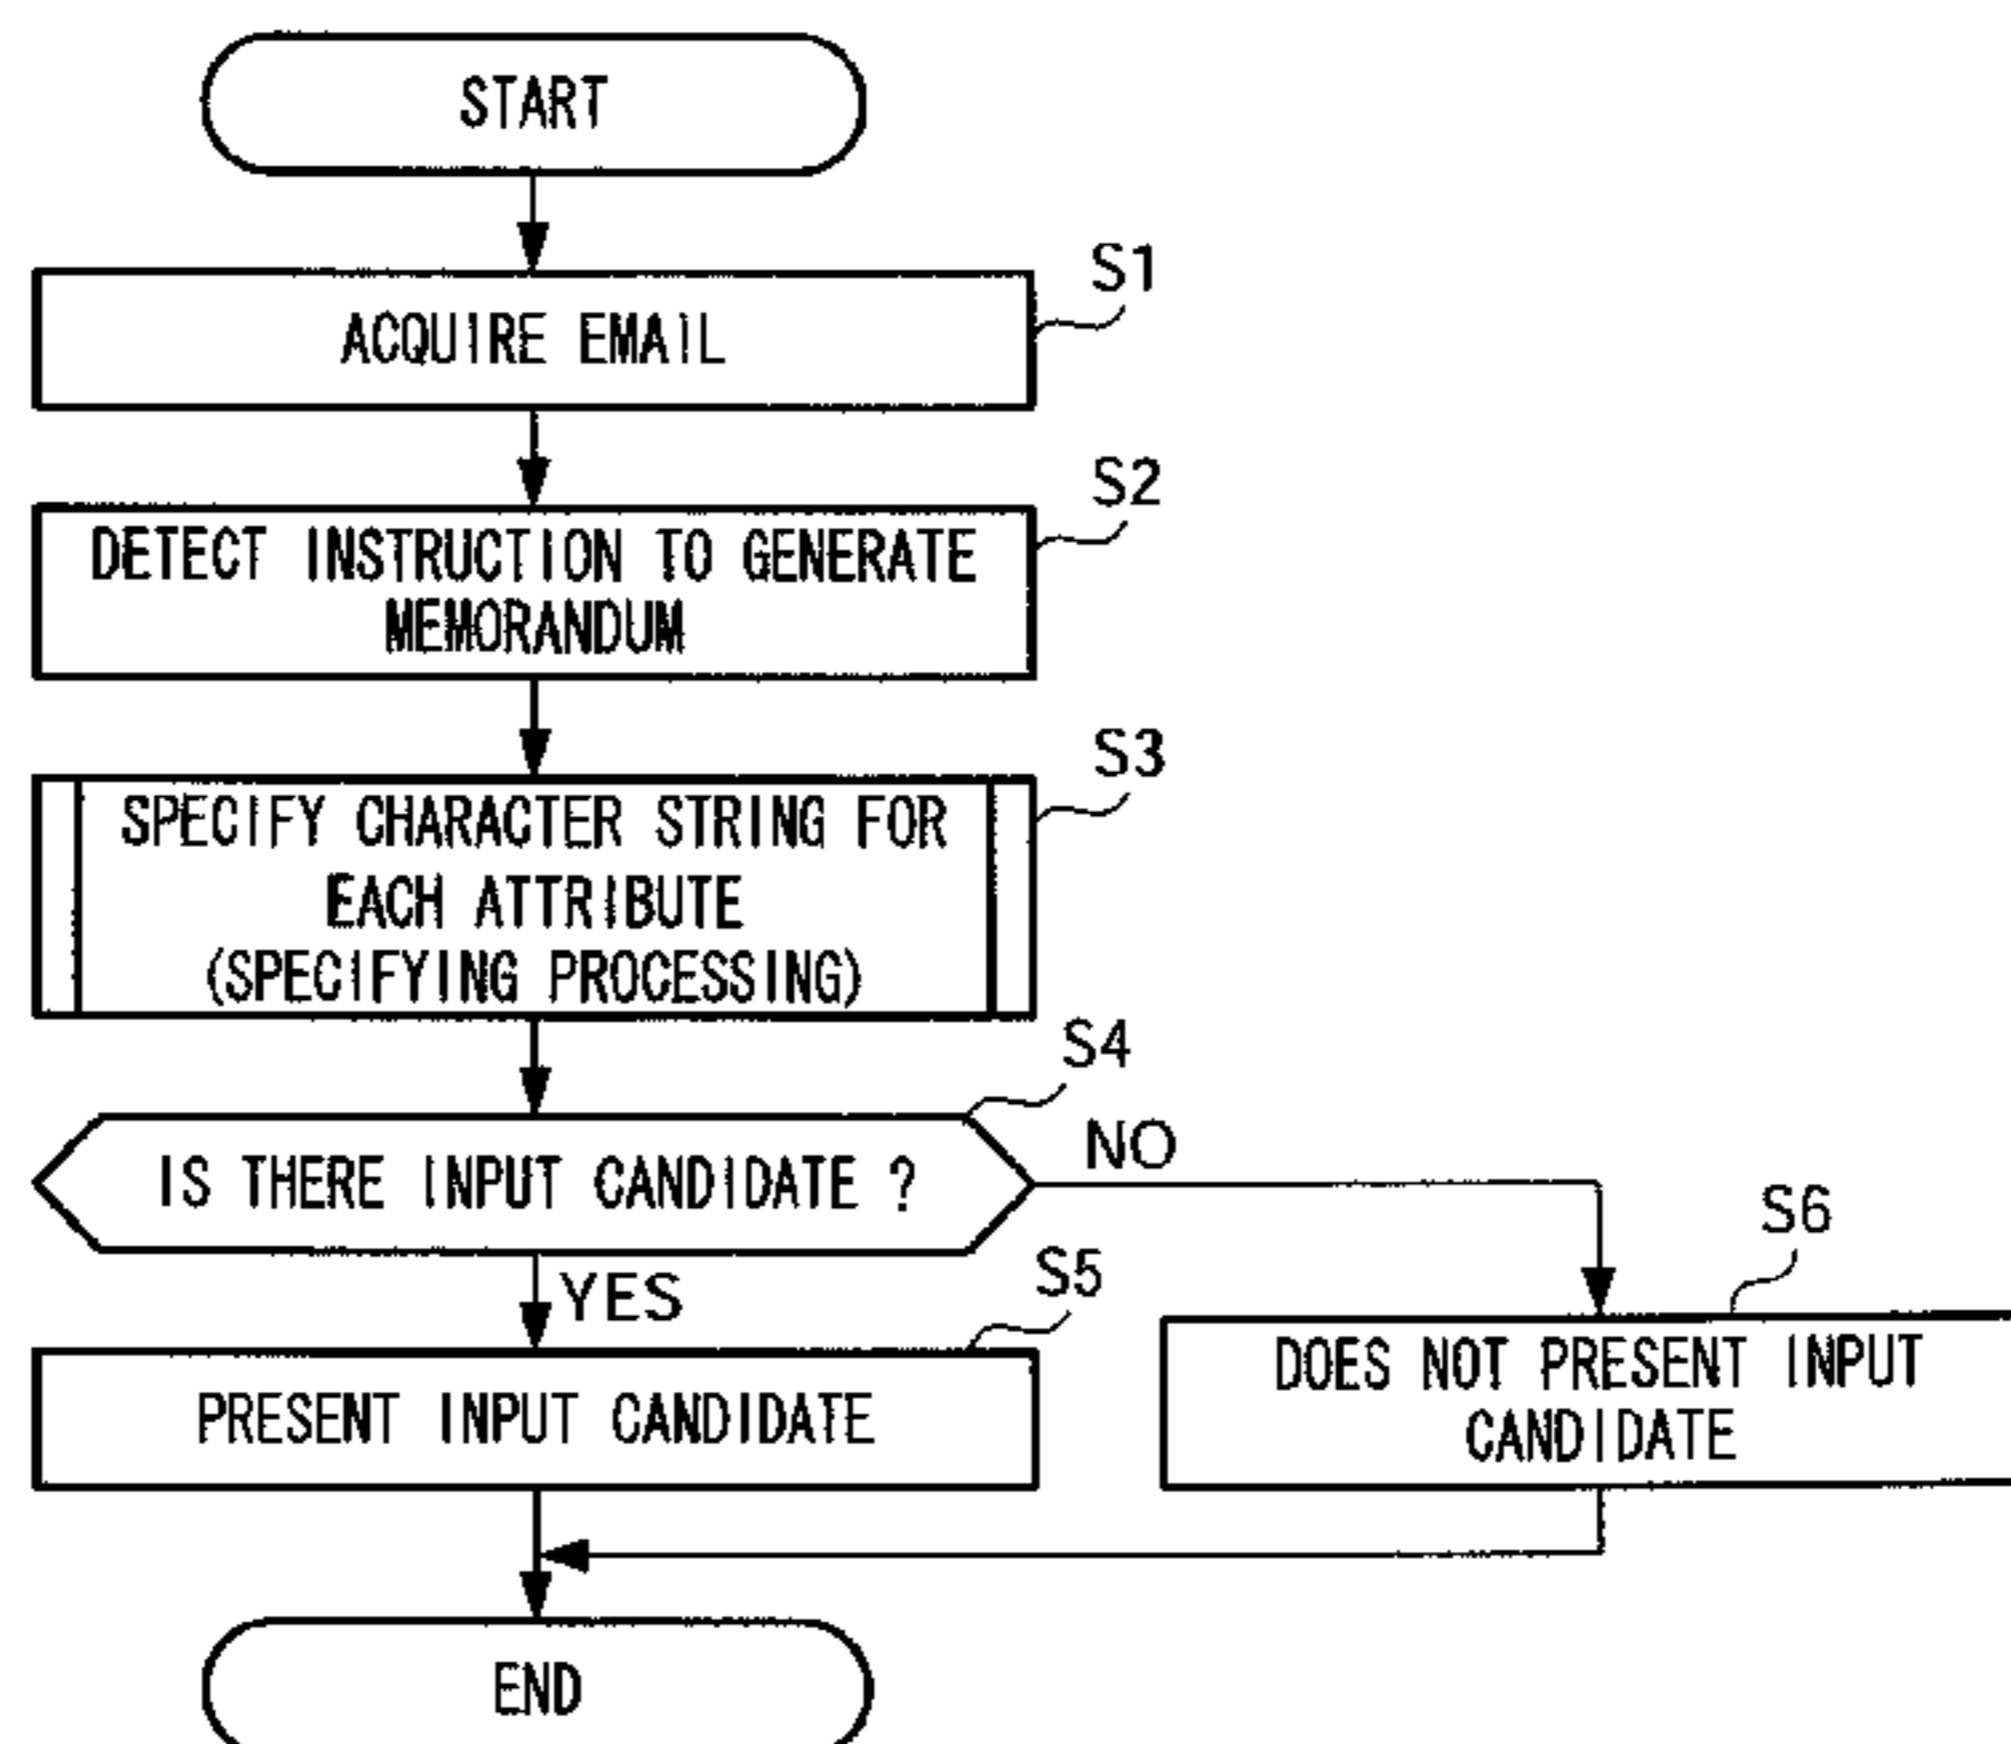 START
S1
ACQUIRE EMAIL
S2
DETECT INSTRUCTION TO GENERATE
MEMORANDUM
S3
SPECIFY CHARACTER STRING FOR
EACH ATTRIBUTE
(SPECIFYING PROCESSING)
S4
IS THERE INPUT CANDIDATE ?
NO
YES
S5
PRESENT INPUT CANDIDATE
S6
DOES NOT PRESENT INPUT
CANDIDATE
END